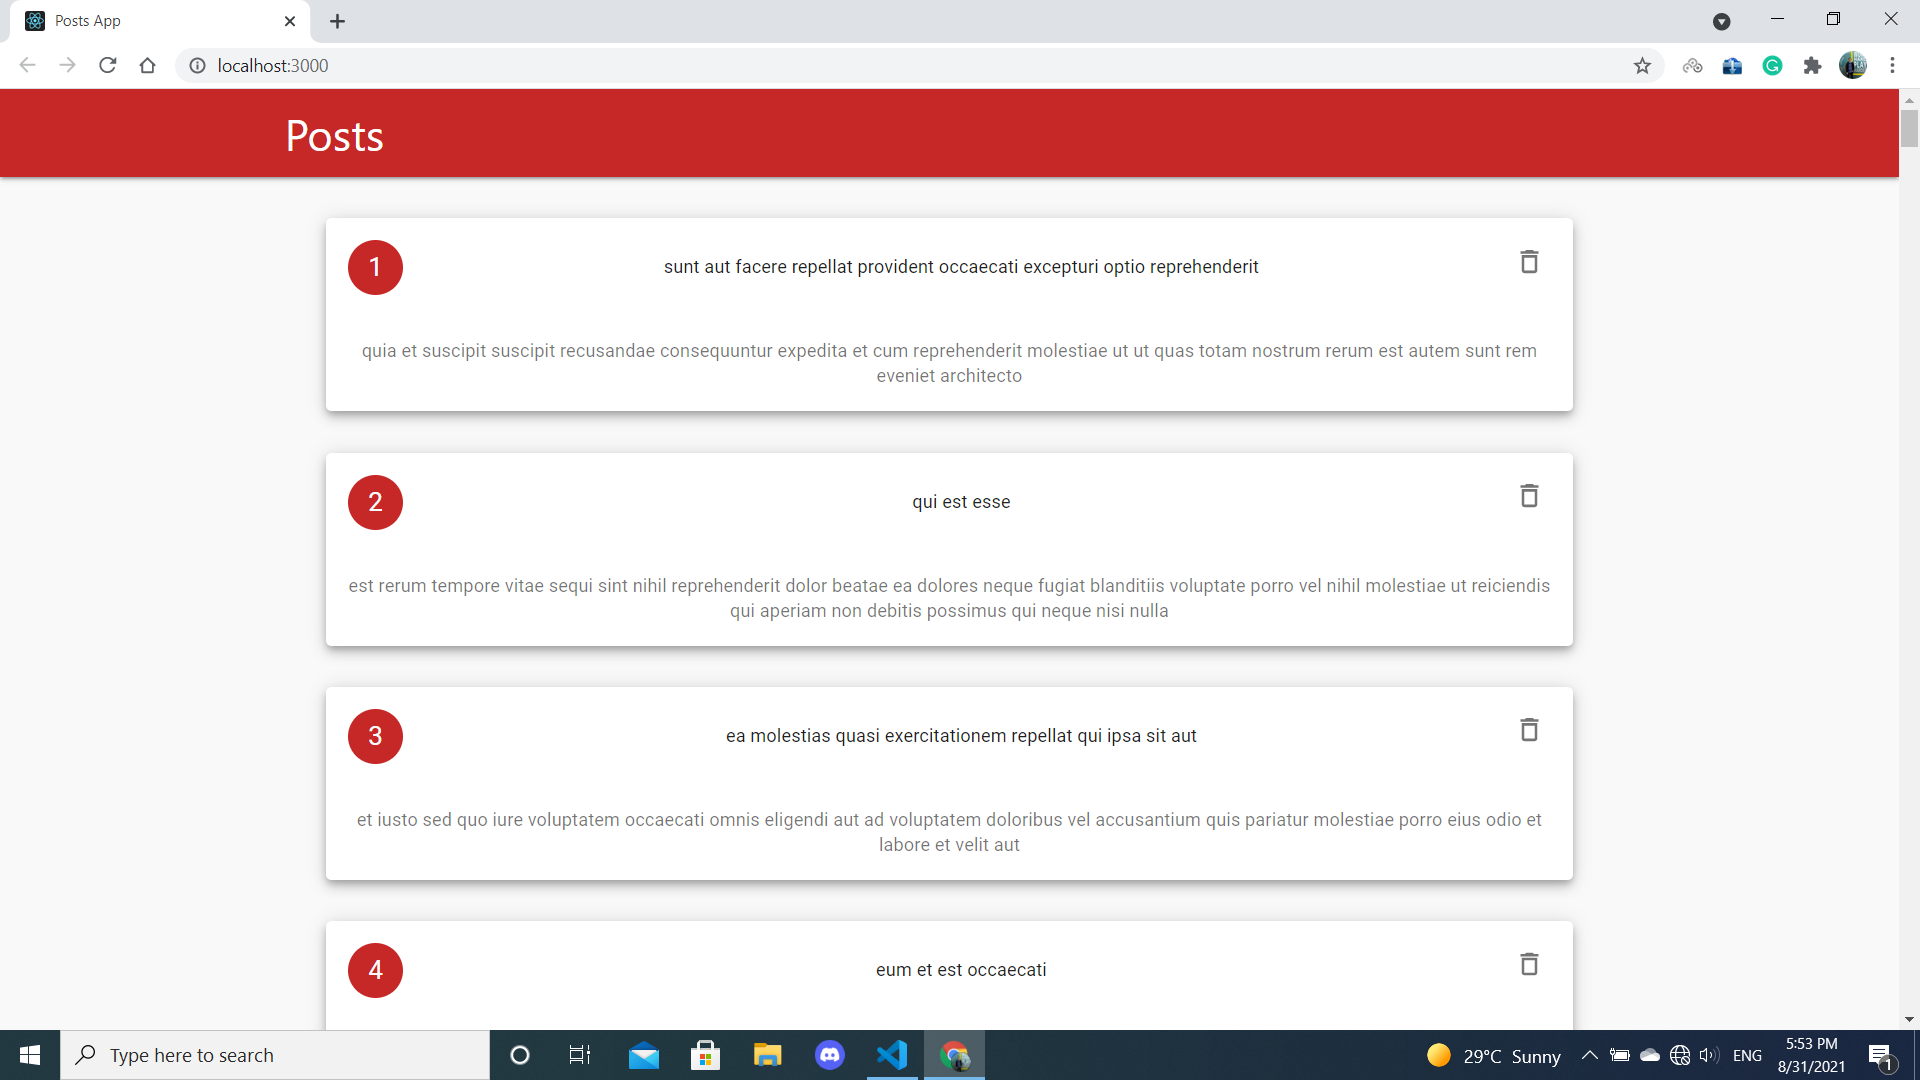 Posts App
localhost:3000
Posts
1
sunt aut facere repellat provident occaecati excepturi optio reprehenderit
quia et suscipit suscipit recusandae consequuntur expedita et cum reprehenderit molestiae ut ut quas totam nostrum rerum est autem sunt rem
eveniet architecto
2
qui est esse
est rerum tempore vitae sequi sint nihil reprehenderit dolor beatae ea dolores neque fugiat blanditiis voluptate porro vel nihil molestiae ut reiciendis
qui aperiam non debitis possimus qui neque nisi nulla
3
ea molestias quasi exercitationem repellat qui ipsa sit aut
et iusto sed quo iure voluptatem occaecati omnis eligendi aut ad voluptatem doloribus vel accusantium quis pariatur molestiae porro eius odio et
labore et velit aut
4
eum et est occaecati
Type here to search
29°C Sunny
ENG
5:53 PM
8/31/2021
1